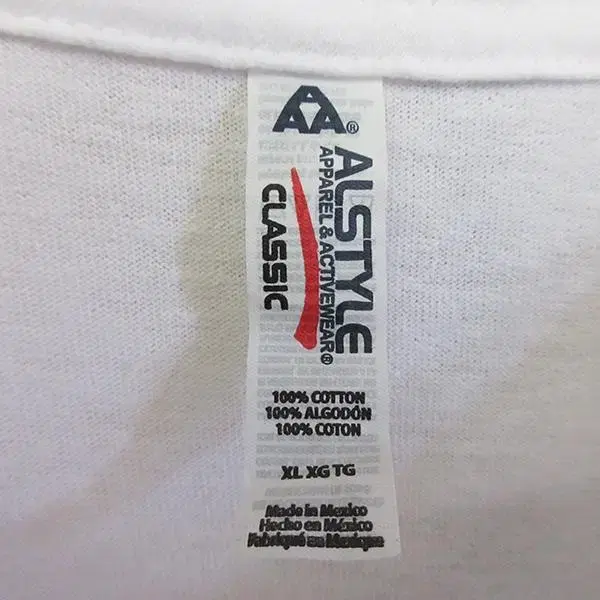 AAA®
ALSTYLE
APPAREL & ACTIVEWEAR®
CLASSIC
100% COTTON
100% ALGODÓN
100% COTON
XL XG TG
Made in Mexico
Hecho en México
Fabriqué au Mexique